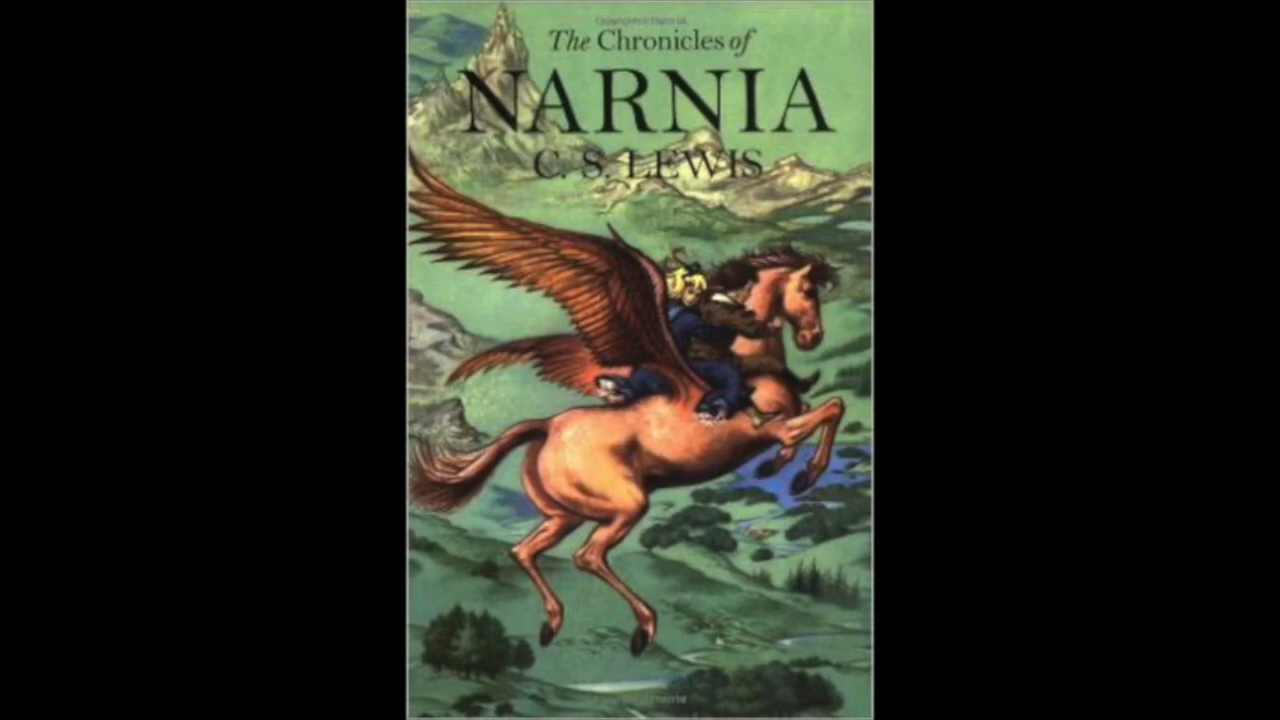 The Chronicles of
NARNIA
C. S. LEWIS